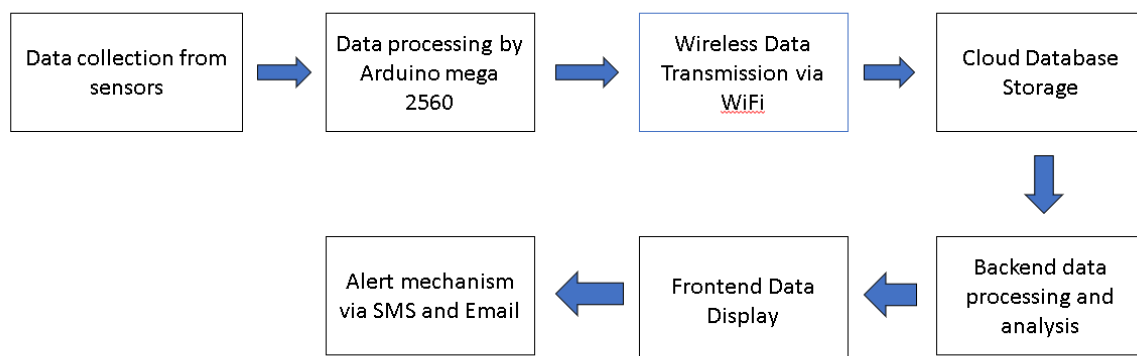 Data collection from
sensors
Data processing by
Arduino mega
2560
Wireless Data
Transmission via
WiFi
Cloud Database
Storage
Backend data
processing and
analysis
Frontend Data
Display
Alert mechanism
via SMS and Email